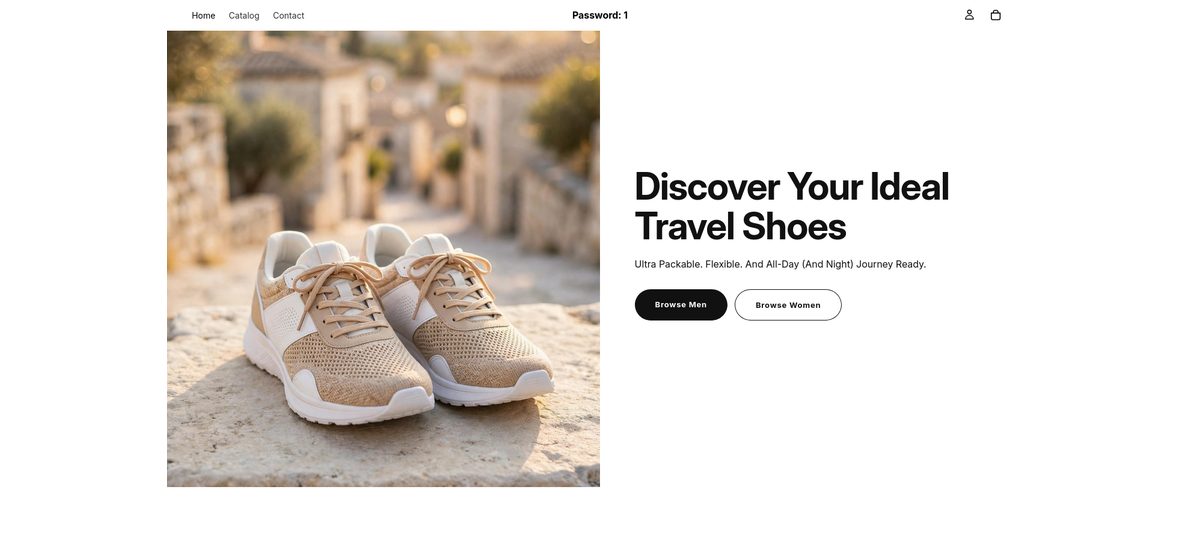 Home Catalog Contact Password: 1
Discover Your Ideal
Travel Shoes
Ultra Packable. Flexible. And All-Day (And Night) Journey Ready.
Browse Men Browse Women